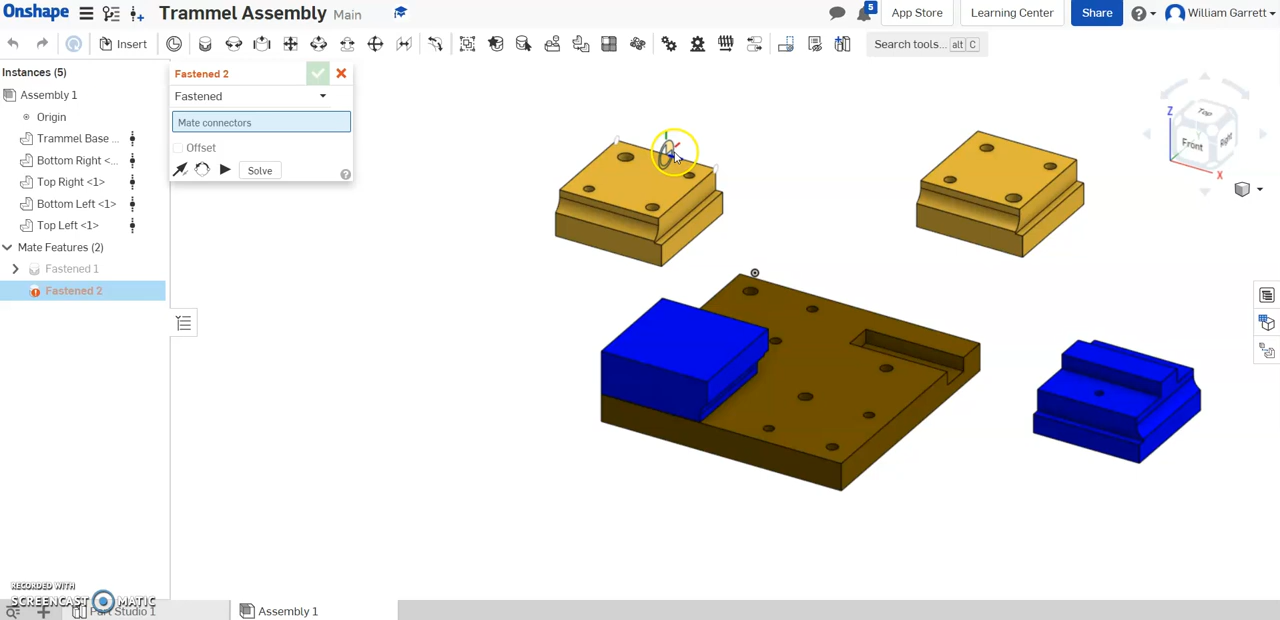 Onshape Trammel Assembly Main 5 App Store Learning Center Share William Garrett
Insert Search tools... alt C
Instances (5)
Assembly 1
Origin
Trammel Base ...
Bottom Right <...
Top Right <1>
Bottom Left <1>
Top Left <1>
Mate Features (2)
Fastened 1
Fastened 2
Fastened 2
Fastened
Mate connectors
Offset
Solve
Top
Front Right
Z
X
RECORDED WITH
SCREENCAST MATIC
Part Studio 1 Assembly 1